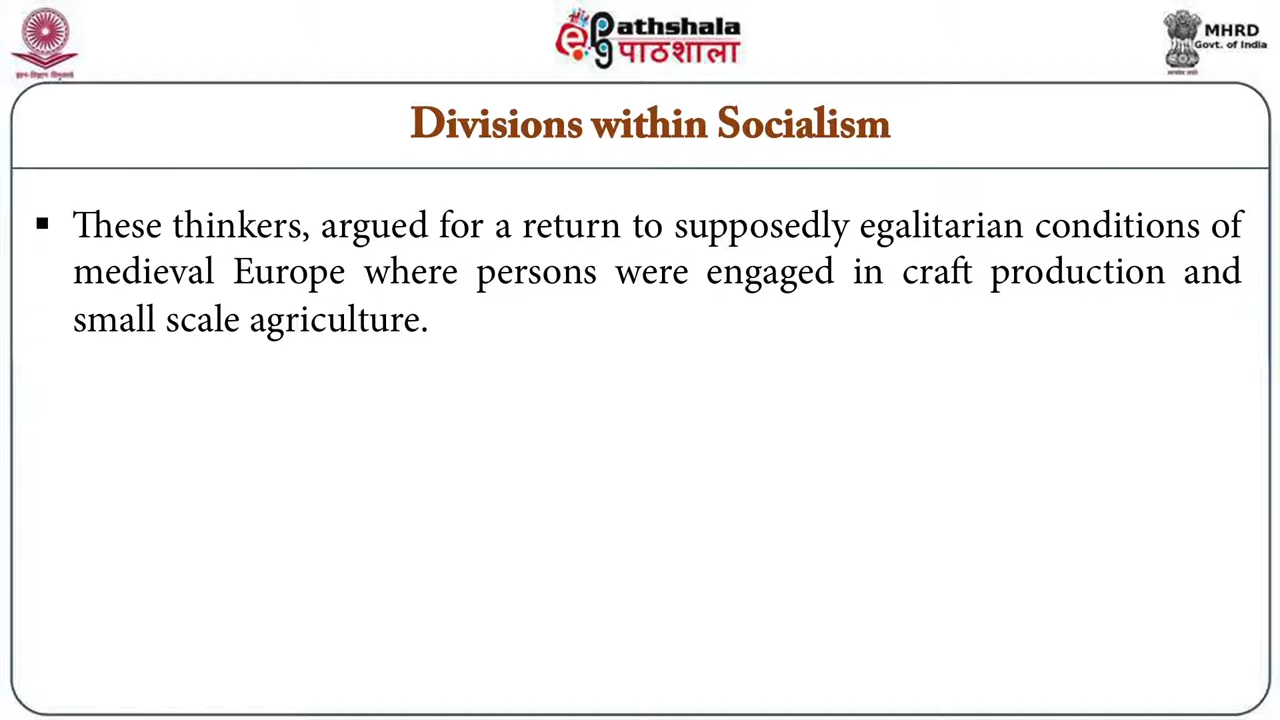 ePathshala
पाठशाला
MHRD
Govt. of India
Divisions within Socialism
▪ These thinkers, argued for a return to supposedly egalitarian conditions of
medieval Europe where persons were engaged in craft production and
small scale agriculture.